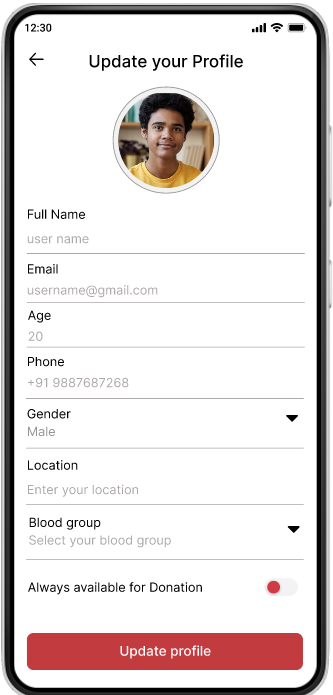 12:30
Update your Profile
Full Name
user name
Email
username@gmail.com
Age
20
Phone
+91 9887687268
Gender
Male
Location
Enter your location
Blood group
Select your blood group
Always available for Donation
Update profile